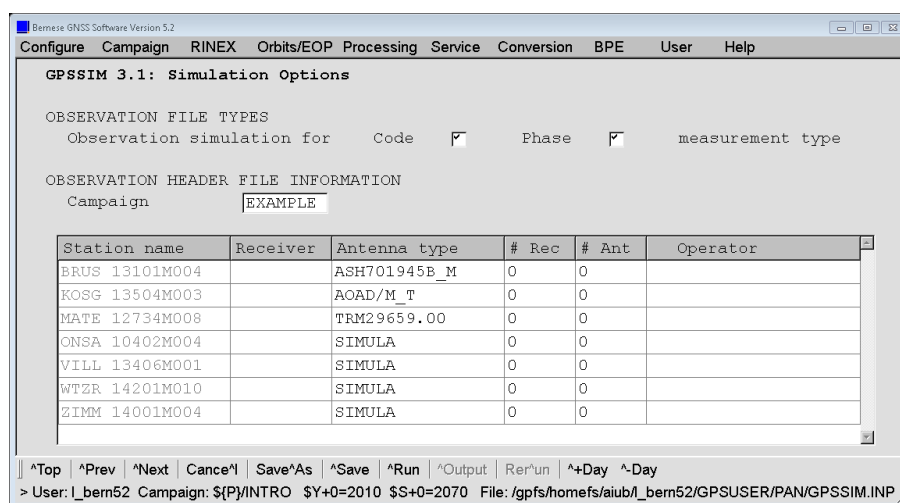 Bernese GNSS Software Version 5.2
Configure Campaign RINEX Orbits/EOP Processing Service Conversion BPE User Help
GPSSIM 3.1: Simulation Options
OBSERVATION FILE TYPES
Observation simulation for Code Phase measurement type
OBSERVATION HEADER FILE INFORMATION
Campaign EXAMPLE
Station name Receiver Antenna type # Rec # Ant Operator
BRUS 13101M004 ASH701945B_M 0 0
KOSG 13504M003 AOAD/M_T 0 0
MATE 12734M008 TRM29659.00 0 0
ONSA 10402M004 SIMULA 0 0
VILL 13406M001 SIMULA 0 0
WTZR 14201M010 SIMULA 0 0
ZIMM 14001M004 SIMULA 0 0
^Top ^Prev ^Next Cance^l Save^As ^Save ^Run ^Output Rer^un ^+Day ^-Day
> User: l_bern52 Campaign: ${P}/INTRO $Y+0=2010 $S+0=2070 File: /gpfs/homefs/aiub/l_bern52/GPSUSER/PAN/GPSSIM.INP